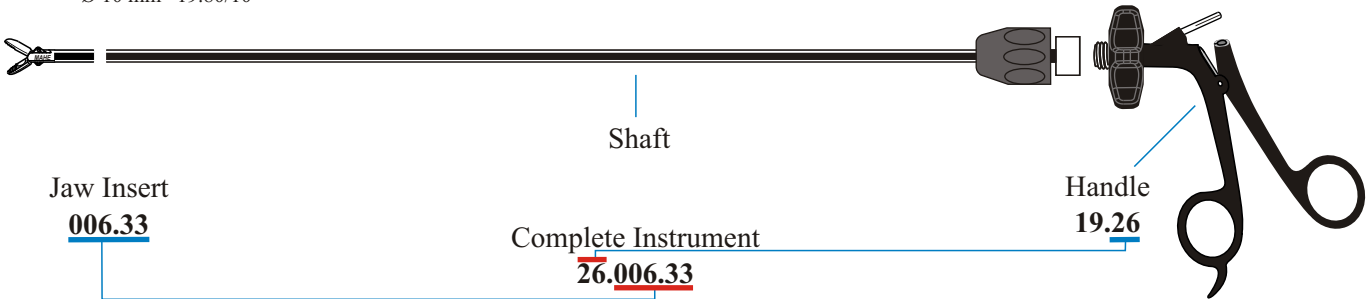 Shaft
Jaw Insert
006.33
Handle
19.26
Complete Instrument
26.006.33